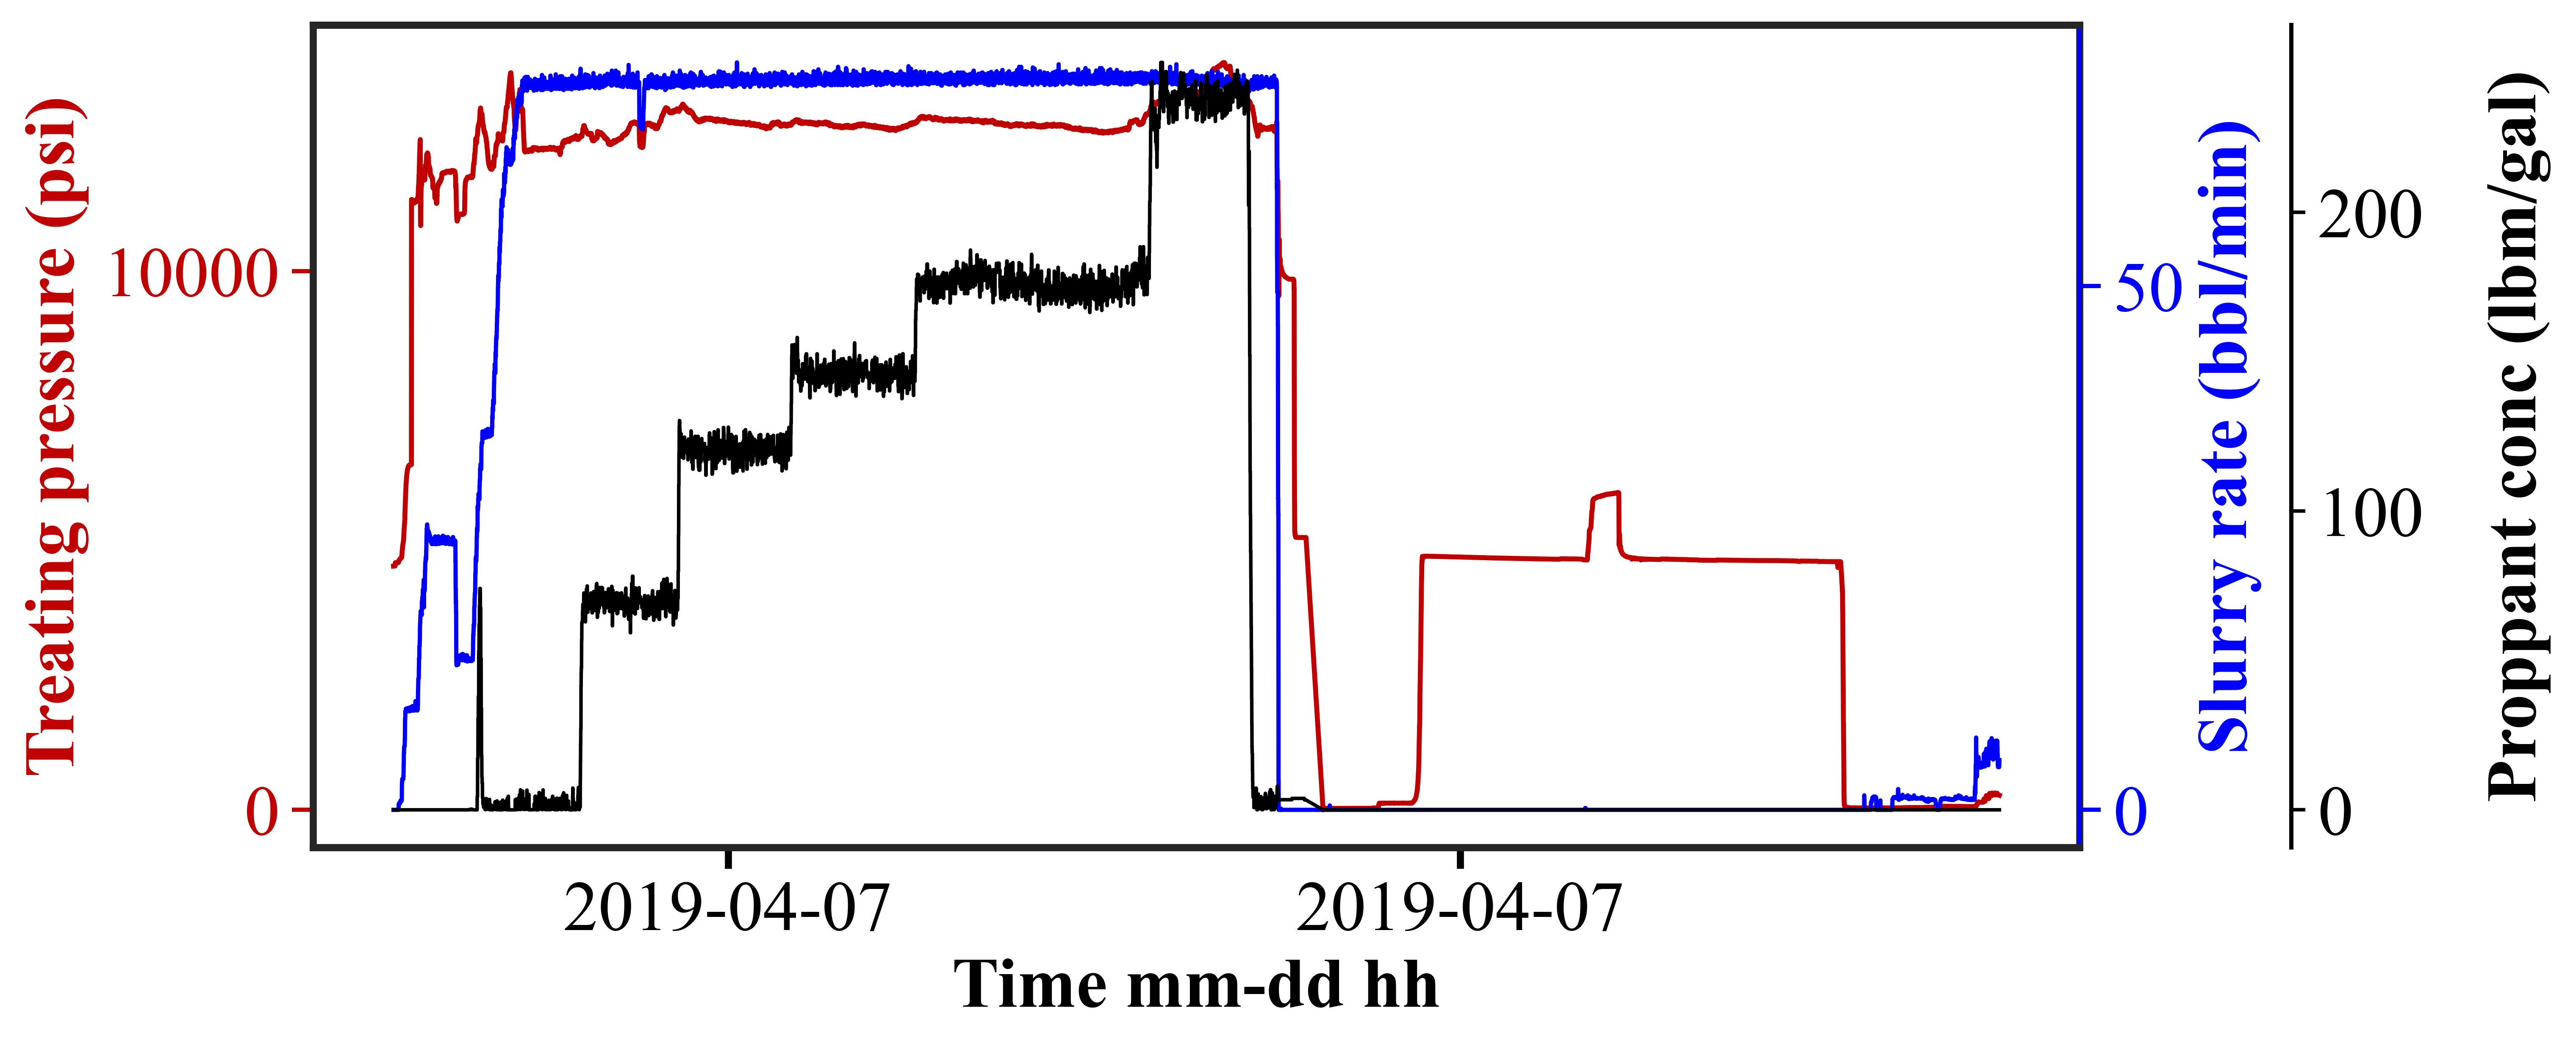 Treating pressure (psi)
10000
0
50
0
Slurry rate (bbl/min)
200
100
0
Proppant conc (lbm/gal)
2019-04-07
2019-04-07
Time mm-dd hh